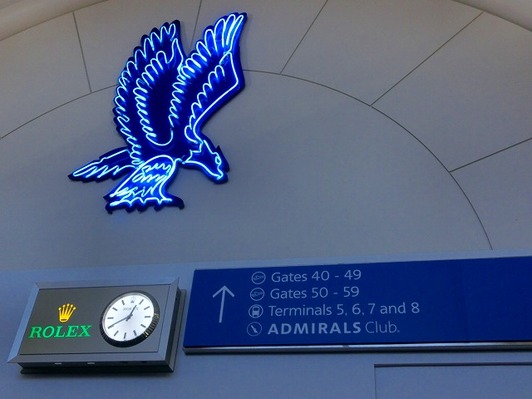 Gates 40 - 49
Gates 50 - 59
Terminals 5, 6, 7 and 8
ADMIRALS Club.
ROLEX